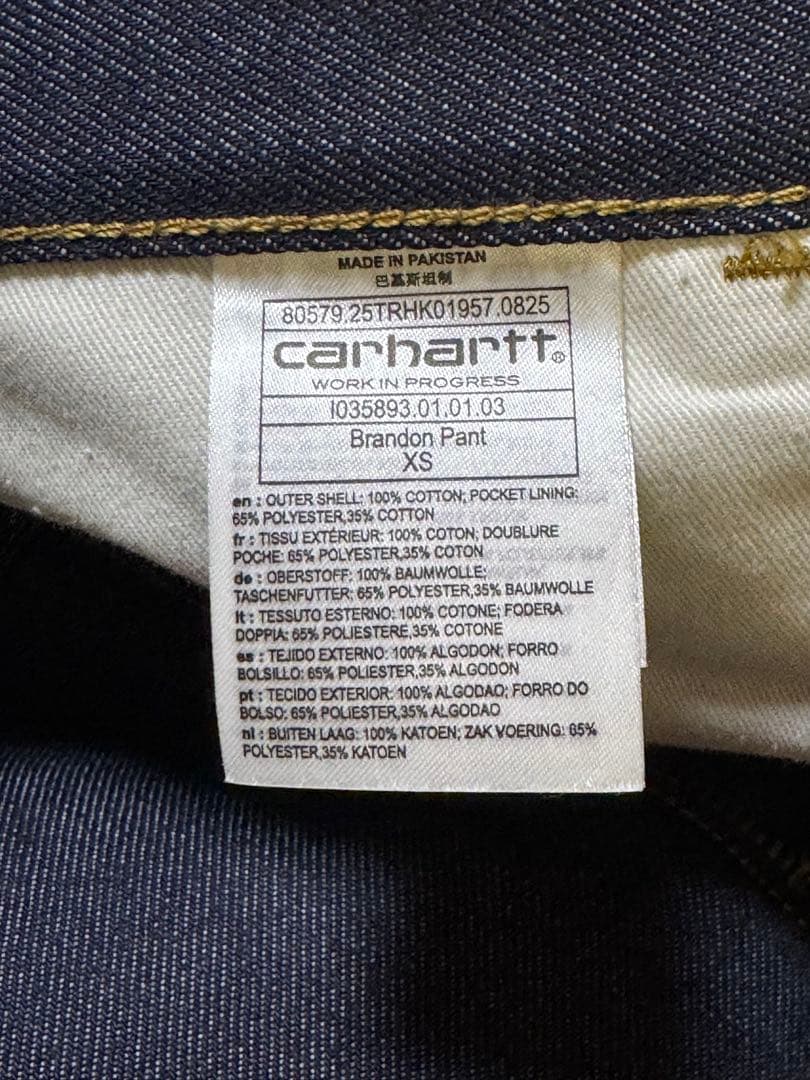 MADE IN PAKISTAN
巴基斯坦制
80579.25TRHK01957.0825
carhartt®
WORK IN PROGRESS
I035893.01.01.03
Brandon Pant
XS
en : OUTER SHELL: 100% COTTON; POCKET LINING:
65% POLYESTER,35% COTTON
fr : TISSU EXTÉRIEUR: 100% COTON; DOUBLURE
POCHE: 65% POLYESTER,35% COTON
de : OBERSTOFF: 100% BAUMWOLLE;
TASCHENFUTTER: 65% POLYESTER,35% BAUMWOLLE
it : TESSUTO ESTERNO: 100% COTONE; FODERA
DOPPIA: 65% POLIESTERE,35% COTONE
es : TEJIDO EXTERNO: 100% ALGODON; FORRO
BOLSILLO: 65% POLIESTER,35% ALGODON
pt : TECIDO EXTERIOR: 100% ALGODAO; FORRO DO
BOLSO: 65% POLIESTER,35% ALGODAO
nl : BUITEN LAAG: 100% KATOEN; ZAK VOERING: 65%
POLYESTER,35% KATOEN